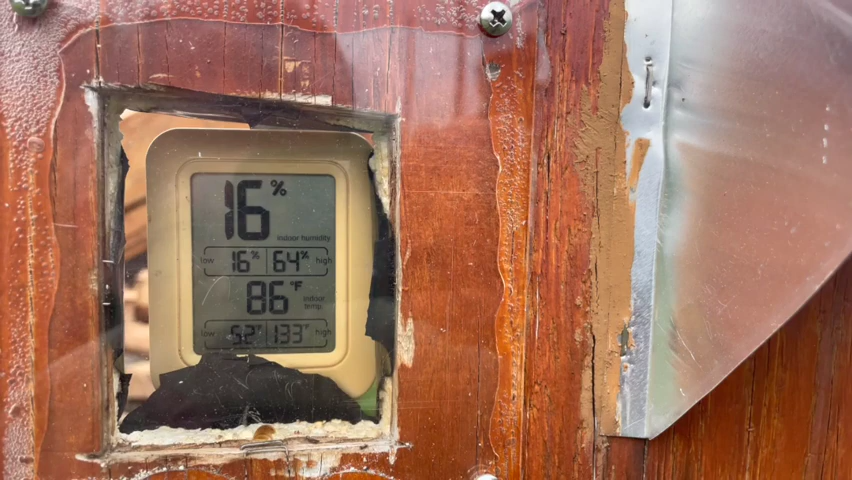 16%
indoor humidity
low 16% 64% high
86°F
indoor temp.
low 52°F 133°F high